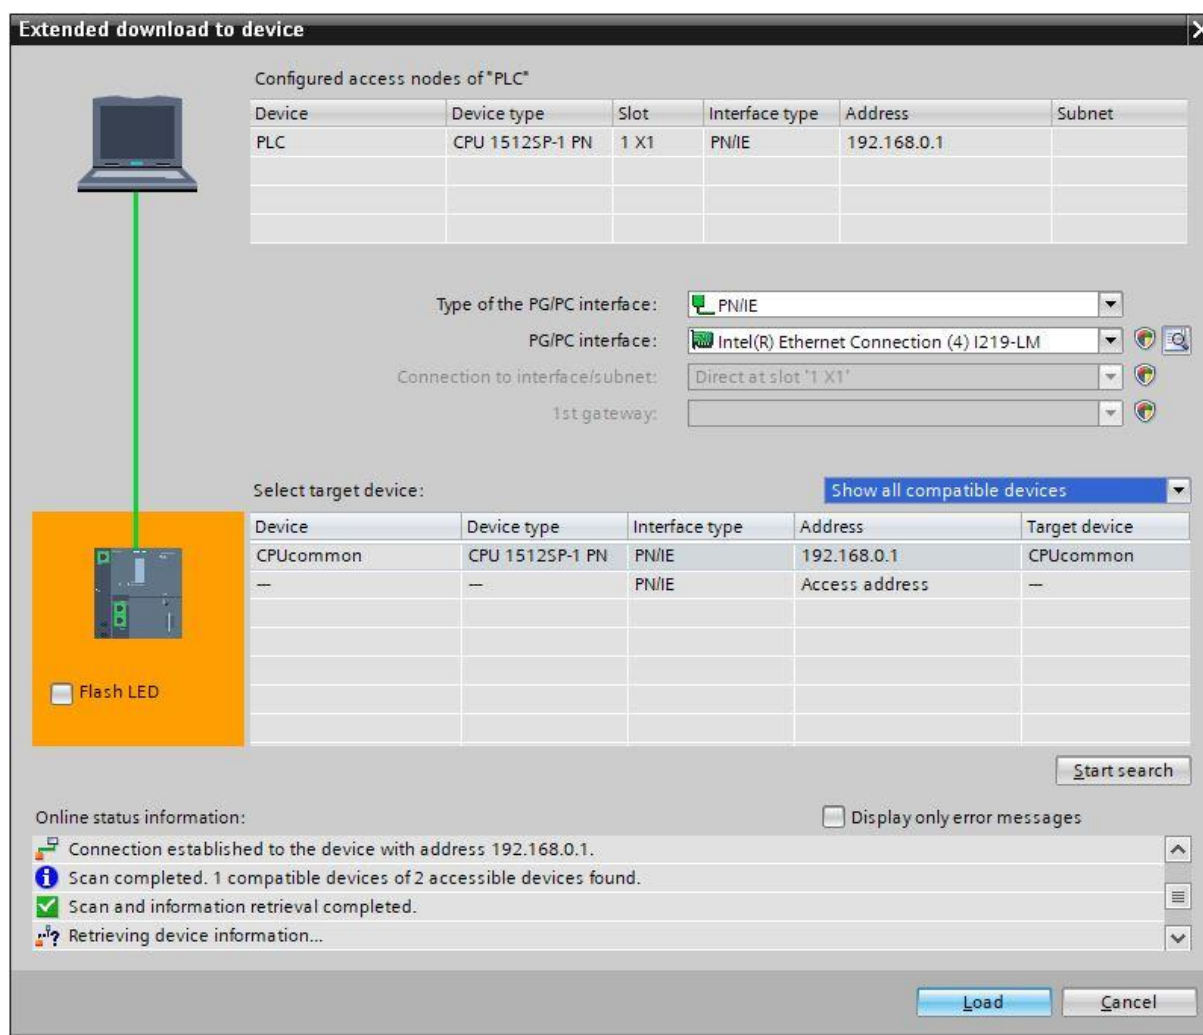 Extended download to device
Configured access nodes of "PLC"
Device Device type Slot Interface type Address Subnet
PLC CPU 1512SP-1 PN 1 X1 PN/IE 192.168.0.1
Type of the PG/PC interface: PN/IE
PG/PC interface: Intel(R) Ethernet Connection (4) I219-LM
Connection to interface/subnet: Direct at slot '1 X1'
1st gateway:
Select target device: Show all compatible devices
Device Device type Interface type Address Target device
CPUcommon CPU 1512SP-1 PN PN/IE 192.168.0.1 CPUcommon
— — PN/IE Access address —
Flash LED
Start search
Online status information: Display only error messages
Connection established to the device with address 192.168.0.1.
Scan completed. 1 compatible devices of 2 accessible devices found.
Scan and information retrieval completed.
Retrieving device information...
Load Cancel